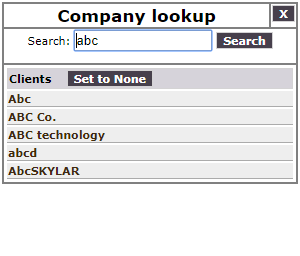 Company lookup X
Search: abc Search
Clients Set to None
Abc
ABC Co.
ABC technology
abcd
AbcSKYLAR